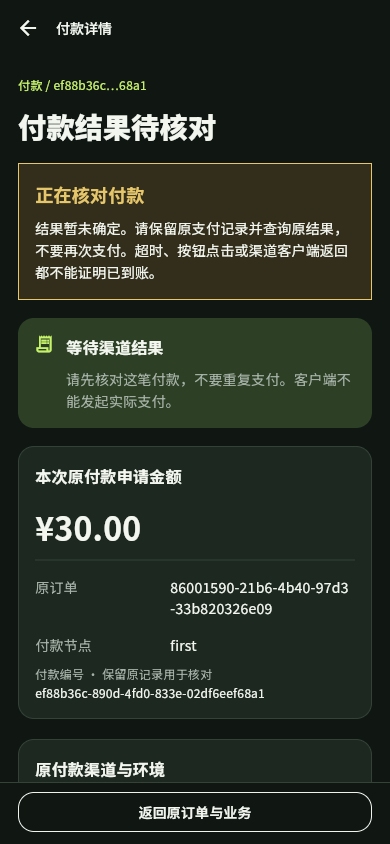 付款详情
付款 / ef88b36c…68a1
付款结果待核对
正在核对付款
结果暂未确定。请保留原支付记录并查询原结果，
不要再次支付。超时、按钮点击或渠道客户端返回
都不能证明已到账。
等待渠道结果
请先核对这笔付款，不要重复支付。客户端不
能发起实际支付。
本次原付款申请金额
¥30.00
原订单
86001590-21b6-4b40-97d3
-33b820326e09
付款节点
first
付款编号 · 保留原记录用于核对
ef88b36c-890d-4fd0-833e-02df6eef68a1
原付款渠道与环境
返回原订单与业务